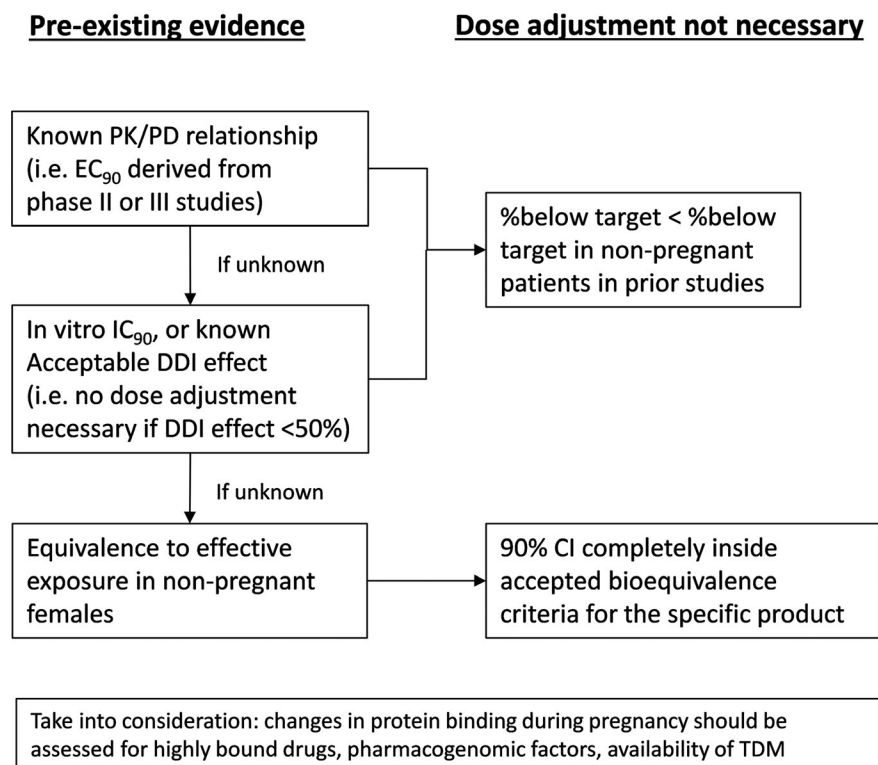 Pre-existing evidence
Dose adjustment not necessary
Known PK/PD relationship
(i.e. EC90 derived from
phase II or III studies)
%below target < %below
target in non-pregnant
patients in prior studies
If unknown
In vitro IC90, or known
Acceptable DDI effect
(i.e. no dose adjustment
necessary if DDI effect <50%)
If unknown
Equivalence to effective
exposure in non-pregnant
females
90% CI completely inside
accepted bioequivalence
criteria for the specific product
Take into consideration: changes in protein binding during pregnancy should be
assessed for highly bound drugs, pharmacogenomic factors, availability of TDM